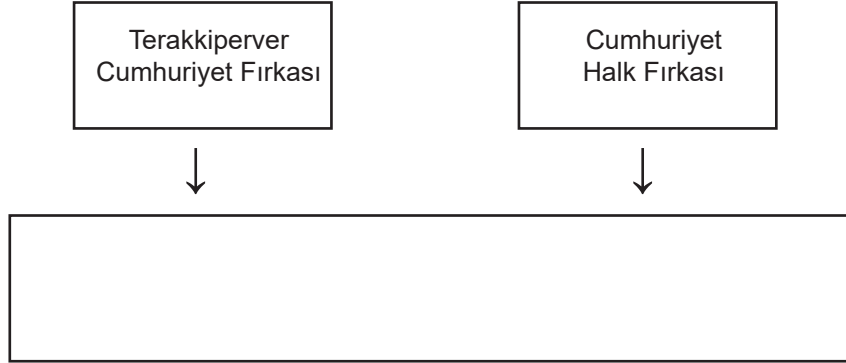 Terakkiperver
Cumhuriyet Fırkası
Cumhuriyet
Halk Fırkası